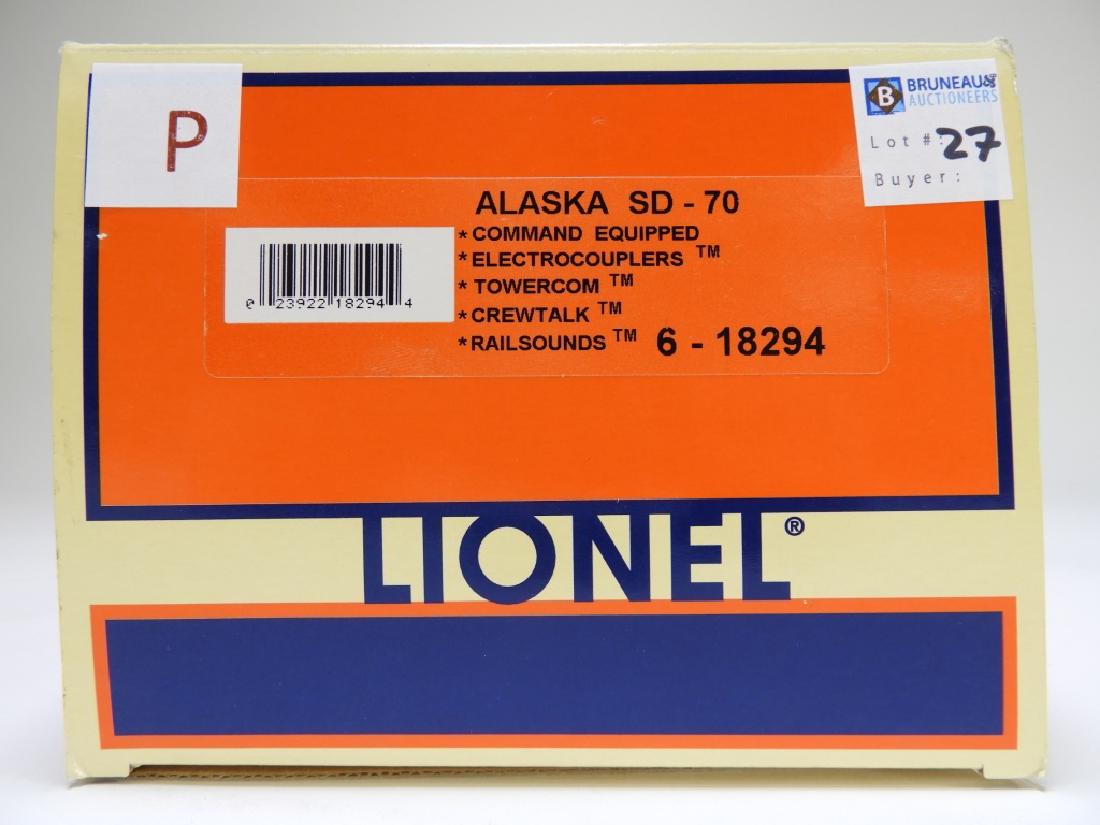 P
BRUNEAU&
AUCTIONEERS
Lot #: 27
Buyer:
ALASKA SD - 70
* COMMAND EQUIPPED
* ELECTROCOUPLERS ™
* TOWERCOM ™
* CREWTALK ™
* RAILSOUNDS ™ 6 - 18294
0 23922 18294 4
LIONEL®